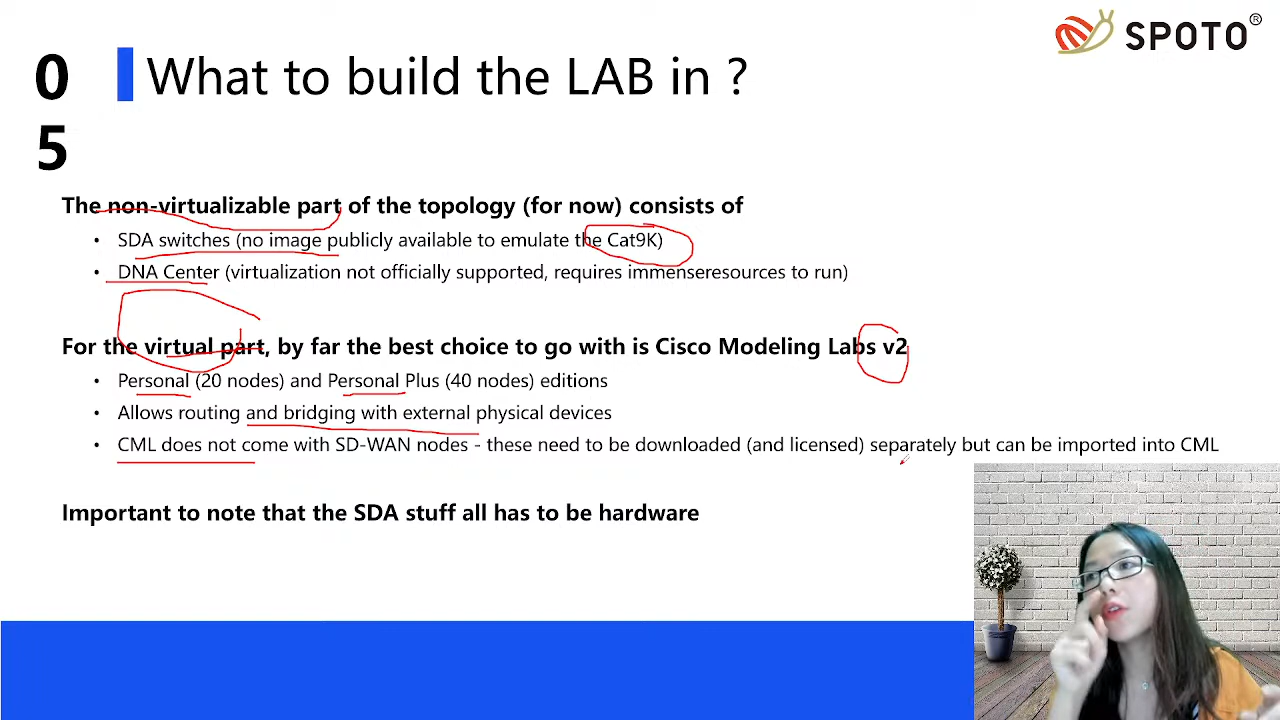 SPOTO®
05
What to build the LAB in ?
The non-virtualizable part of the topology (for now) consists of
• SDA switches (no image publicly available to emulate the Cat9K)
• DNA Center (virtualization not officially supported, requires immenseresources to run)
For the virtual part, by far the best choice to go with is Cisco Modeling Labs v2
• Personal (20 nodes) and Personal Plus (40 nodes) editions
• Allows routing and bridging with external physical devices
• CML does not come with SD-WAN nodes - these need to be downloaded (and licensed) separately but can be imported into CML
Important to note that the SDA stuff all has to be hardware